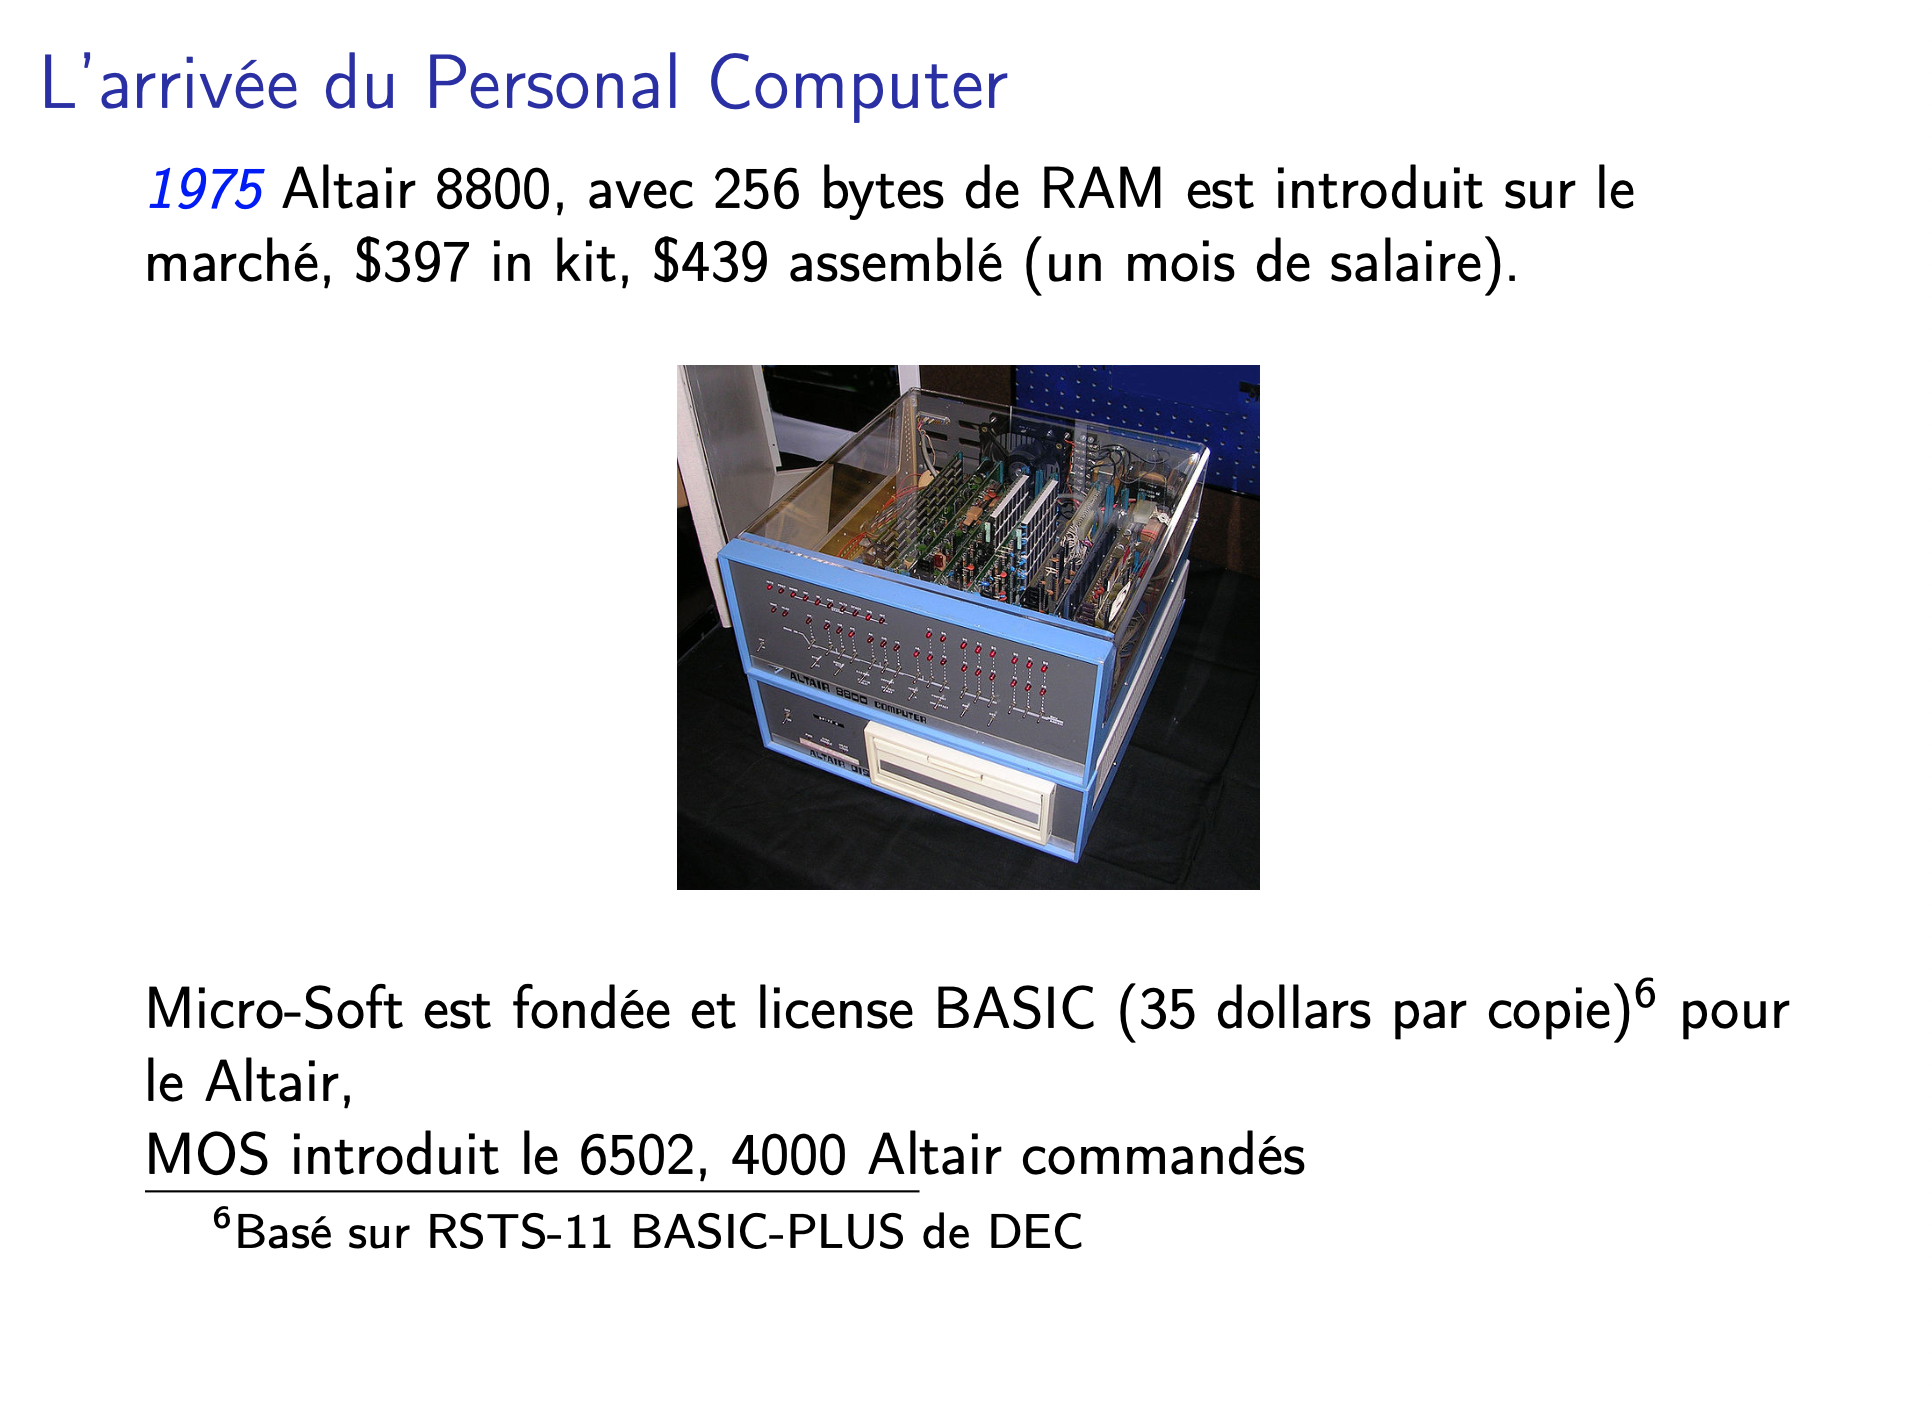 L'arrivée du Personal Computer
1975 Altair 8800, avec 256 bytes de RAM est introduit sur le
marché, $397 in kit, $439 assemblé (un mois de salaire).
ALTAIR 8800 COMPUTER
ALTAIR
Micro-Soft est fondée et license BASIC (35 dollars par copie)⁶ pour
le Altair,
MOS introduit le 6502, 4000 Altair commandés
⁶Basé sur RSTS-11 BASIC-PLUS de DEC